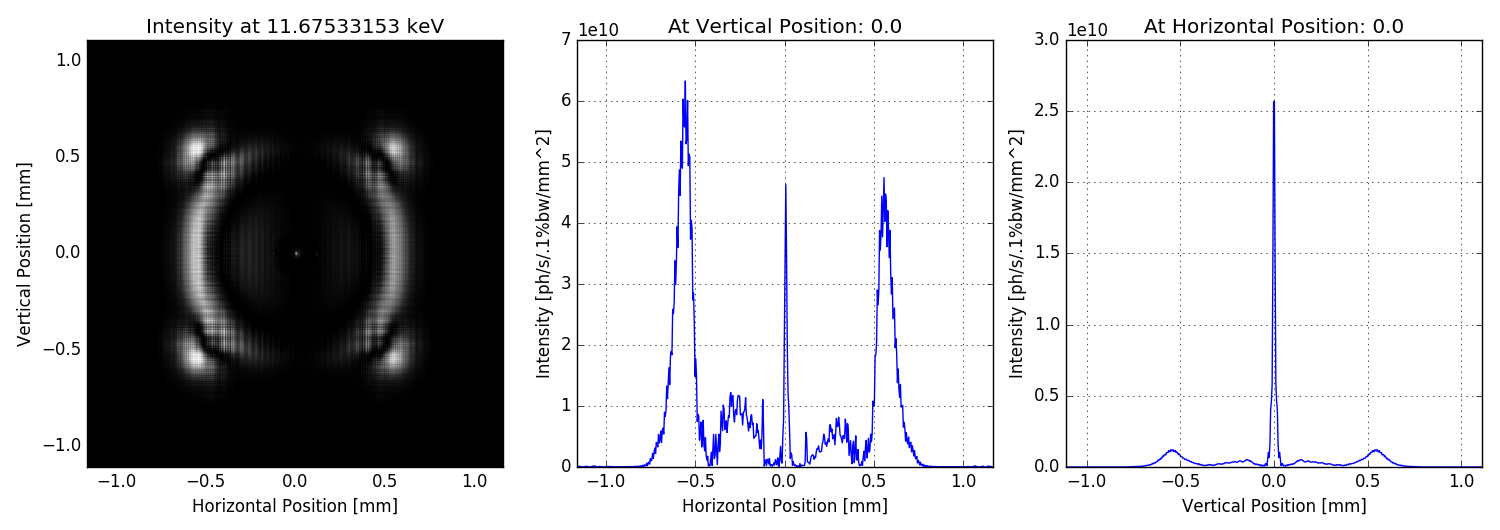 Intensity at 11.67533153 keV
1.0
0.5
0.0
−0.5
−1.0
Vertical Position [mm]
−1.0 −0.5 0.0 0.5 1.0
Horizontal Position [mm]
At Vertical Position: 0.0
1e10
7
6
5
4
3
2
1
0
Intensity [ph/s/.1%bw/mm^2]
−1.0 −0.5 0.0 0.5 1.0
Horizontal Position [mm]
At Horizontal Position: 0.0
1e10
3.0
2.5
2.0
1.5
1.0
0.5
0.0
Intensity [ph/s/.1%bw/mm^2]
−1.0 −0.5 0.0 0.5 1.0
Vertical Position [mm]